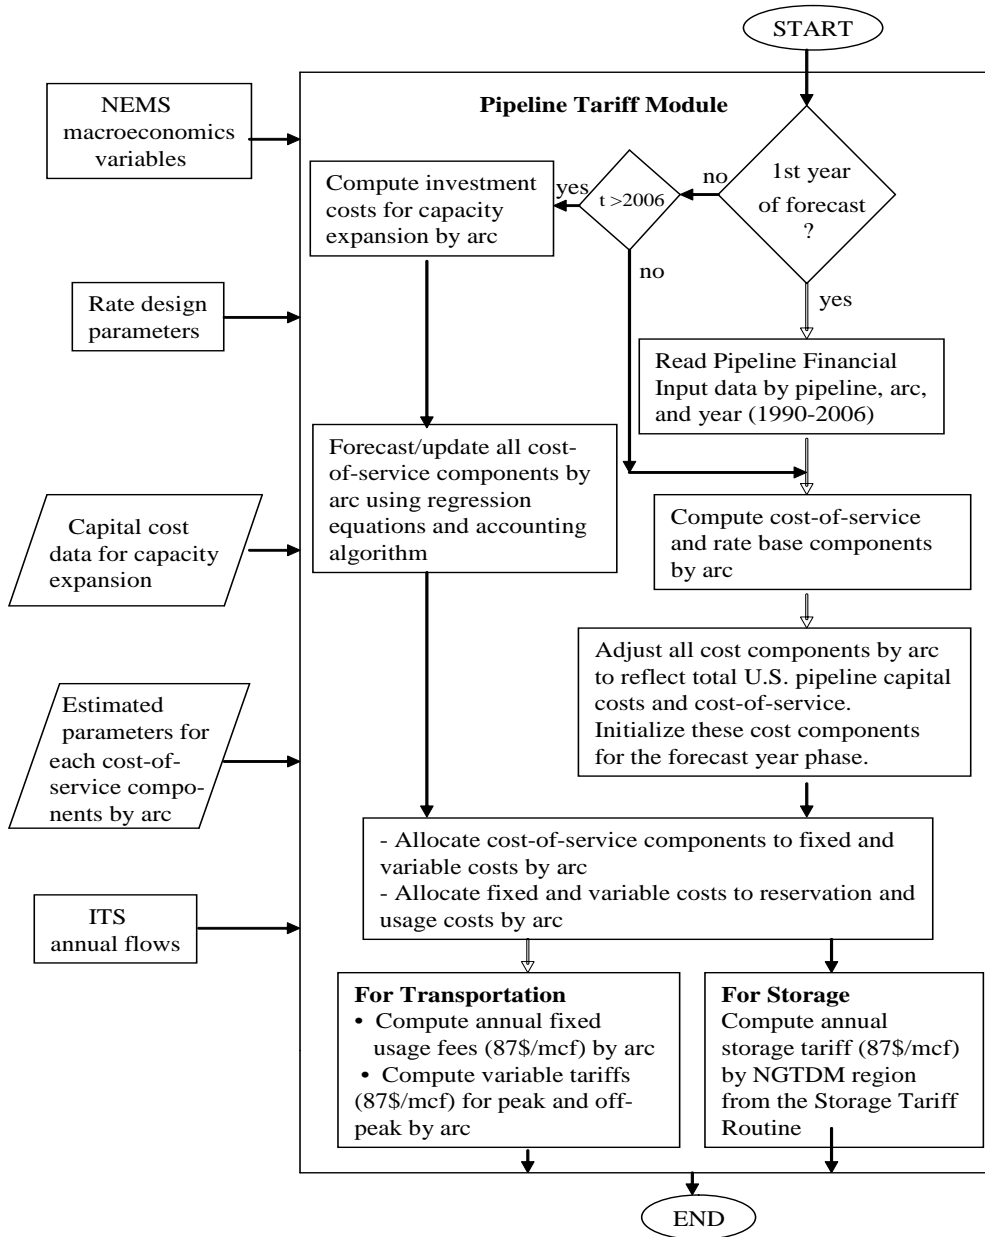 START
Pipeline Tariff Module
NEMS
macroeconomics
variables
Rate design
parameters
Capital cost
data for capacity
expansion
Estimated
parameters for
each cost-of-
service compo-
nents by arc
ITS
annual flows
1st year
of forecast
?
no
yes
t >2006
yes
no
Compute investment
costs for capacity
expansion by arc
Read Pipeline Financial
Input data by pipeline, arc,
and year (1990-2006)
Forecast/update all cost-
of-service components by
arc using regression
equations and accounting
algorithm
Compute cost-of-service
and rate base components
by arc
Adjust all cost components by arc
to reflect total U.S. pipeline capital
costs and cost-of-service.
Initialize these cost components
for the forecast year phase.
- Allocate cost-of-service components to fixed and
variable costs by arc
- Allocate fixed and variable costs to reservation and
usage costs by arc
For Transportation
• Compute annual fixed
usage fees (87$/mcf) by arc
• Compute variable tariffs
(87$/mcf) for peak and off-
peak by arc
For Storage
Compute annual
storage tariff (87$/mcf)
by NGTDM region
from the Storage Tariff
Routine
END